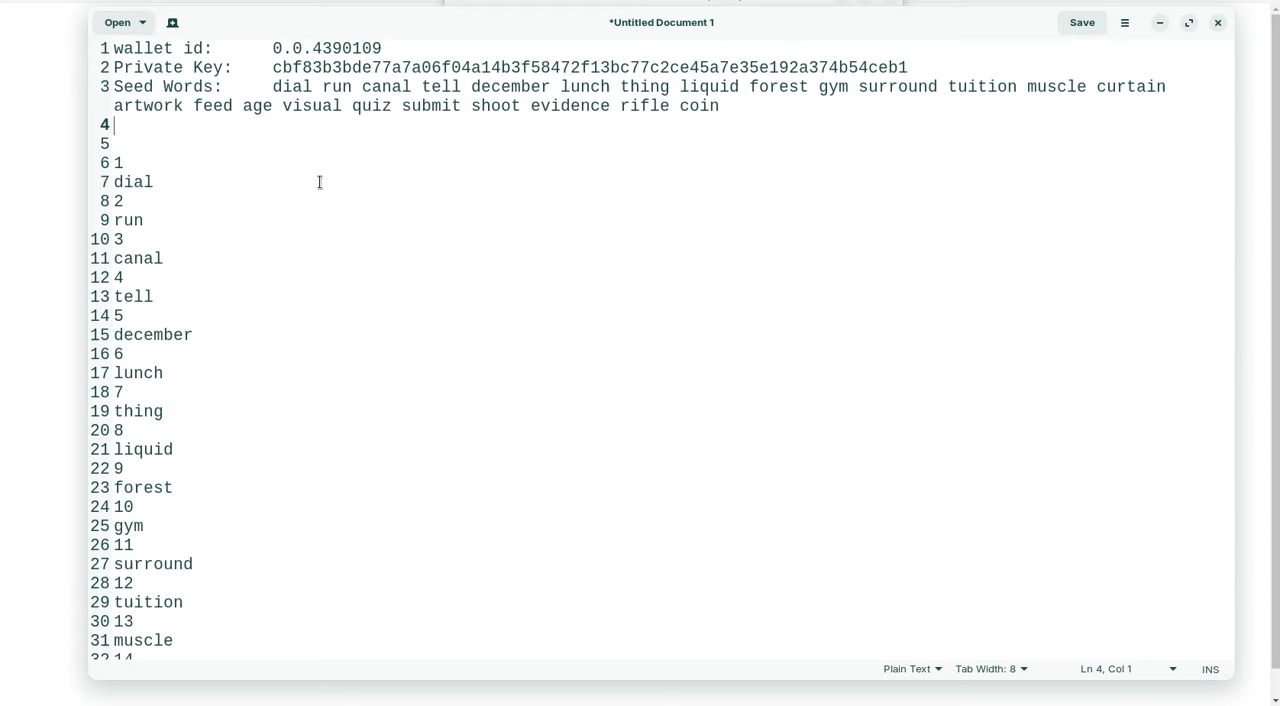 Open
*Untitled Document 1
Save
1 wallet id: 0.0.4390109
2 Private Key: cbf83b3bde77a7a06f04a14b3f58472f13bc77c2ce45a7e35e192a374b54ceb1
3 Seed Words: dial run canal tell december lunch thing liquid forest gym surround tuition muscle curtain
artwork feed age visual quiz submit shoot evidence rifle coin
4
5
6 1
7 dial
8 2
9 run
10 3
11 canal
12 4
13 tell
14 5
15 december
16 6
17 lunch
18 7
19 thing
20 8
21 liquid
22 9
23 forest
24 10
25 gym
26 11
27 surround
28 12
29 tuition
30 13
31 muscle
32 14
Plain Text Tab Width: 8 Ln 4, Col 1 INS